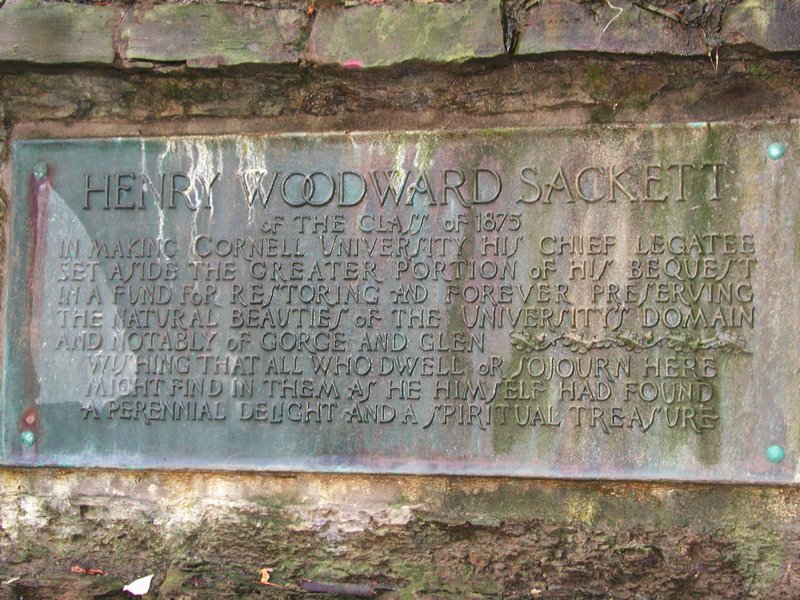 HENRY WOODWARD SACKETT
OF THE CLASS OF 1875
IN MAKING CORNELL UNIVERSITY HIS CHIEF LEGATEE
SET ASIDE THE GREATER PORTION OF HIS BEQUEST
IN A FUND FOR RESTORING AND FOREVER PRESERVING
THE NATURAL BEAUTIES OF THE UNIVERSITY'S DOMAIN
AND NOTABLY OF GORGE AND GLEN
WISHING THAT ALL WHO DWELL OR SOJOURN HERE
MIGHT FIND IN THEM AS HE HIMSELF HAD FOUND
A PERENNIAL DELIGHT AND A SPIRITUAL TREASURE